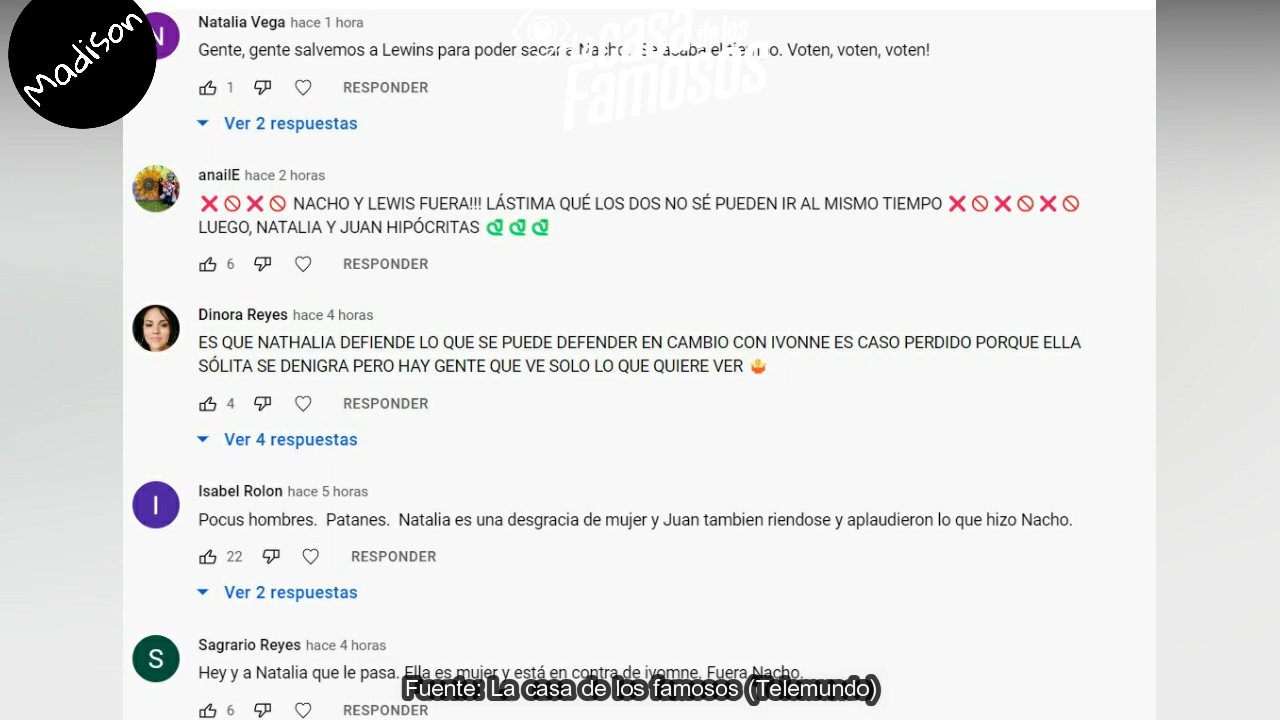 Madison
N
Natalia Vega hace 1 hora
la casa de los Famosos
Gente, gente salvemos a Lewins para poder sacar a Nacho. Se acaba el tiempo. Voten, voten, voten!
1 RESPONDER
Ver 2 respuestas
anailE hace 2 horas
❌🚫❌🚫 NACHO Y LEWIS FUERA!!! LÁSTIMA QUÉ LOS DOS NO SÉ PUEDEN IR AL MISMO TIEMPO ❌🚫❌🚫❌🚫
LUEGO, NATALIA Y JUAN HIPÓCRITAS
6 RESPONDER
Dinora Reyes hace 4 horas
ES QUE NATHALIA DEFIENDE LO QUE SE PUEDE DEFENDER EN CAMBIO CON IVONNE ES CASO PERDIDO PORQUE ELLA
SÓLITA SE DENIGRA PERO HAY GENTE QUE VE SOLO LO QUE QUIERE VER 🤷
4 RESPONDER
Ver 4 respuestas
I
Isabel Rolon hace 5 horas
Pocus hombres. Patanes. Natalia es una desgracia de mujer y Juan tambien riendose y aplaudieron lo que hizo Nacho.
22 RESPONDER
Ver 2 respuestas
S
Sagrario Reyes hace 4 horas
Hey y a Natalia que le pasa. Ella es mujer y está en contra de ivomne. Fuera Nacho.
Fuente: La casa de los famosos (Telemundo)
6 RESPONDER